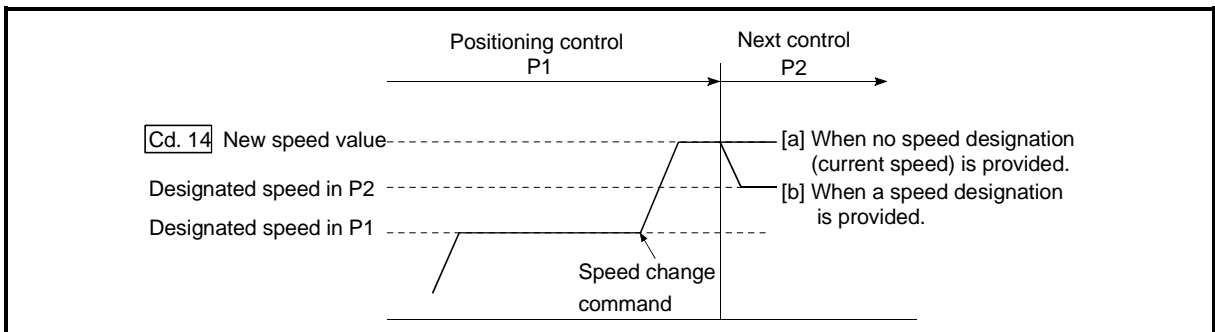 Positioning control
P1
Next control
P2
Cd. 14 New speed value
[a] When no speed designation
(current speed) is provided.
Designated speed in P2
[b] When a speed designation
is provided.
Designated speed in P1
Speed change
command